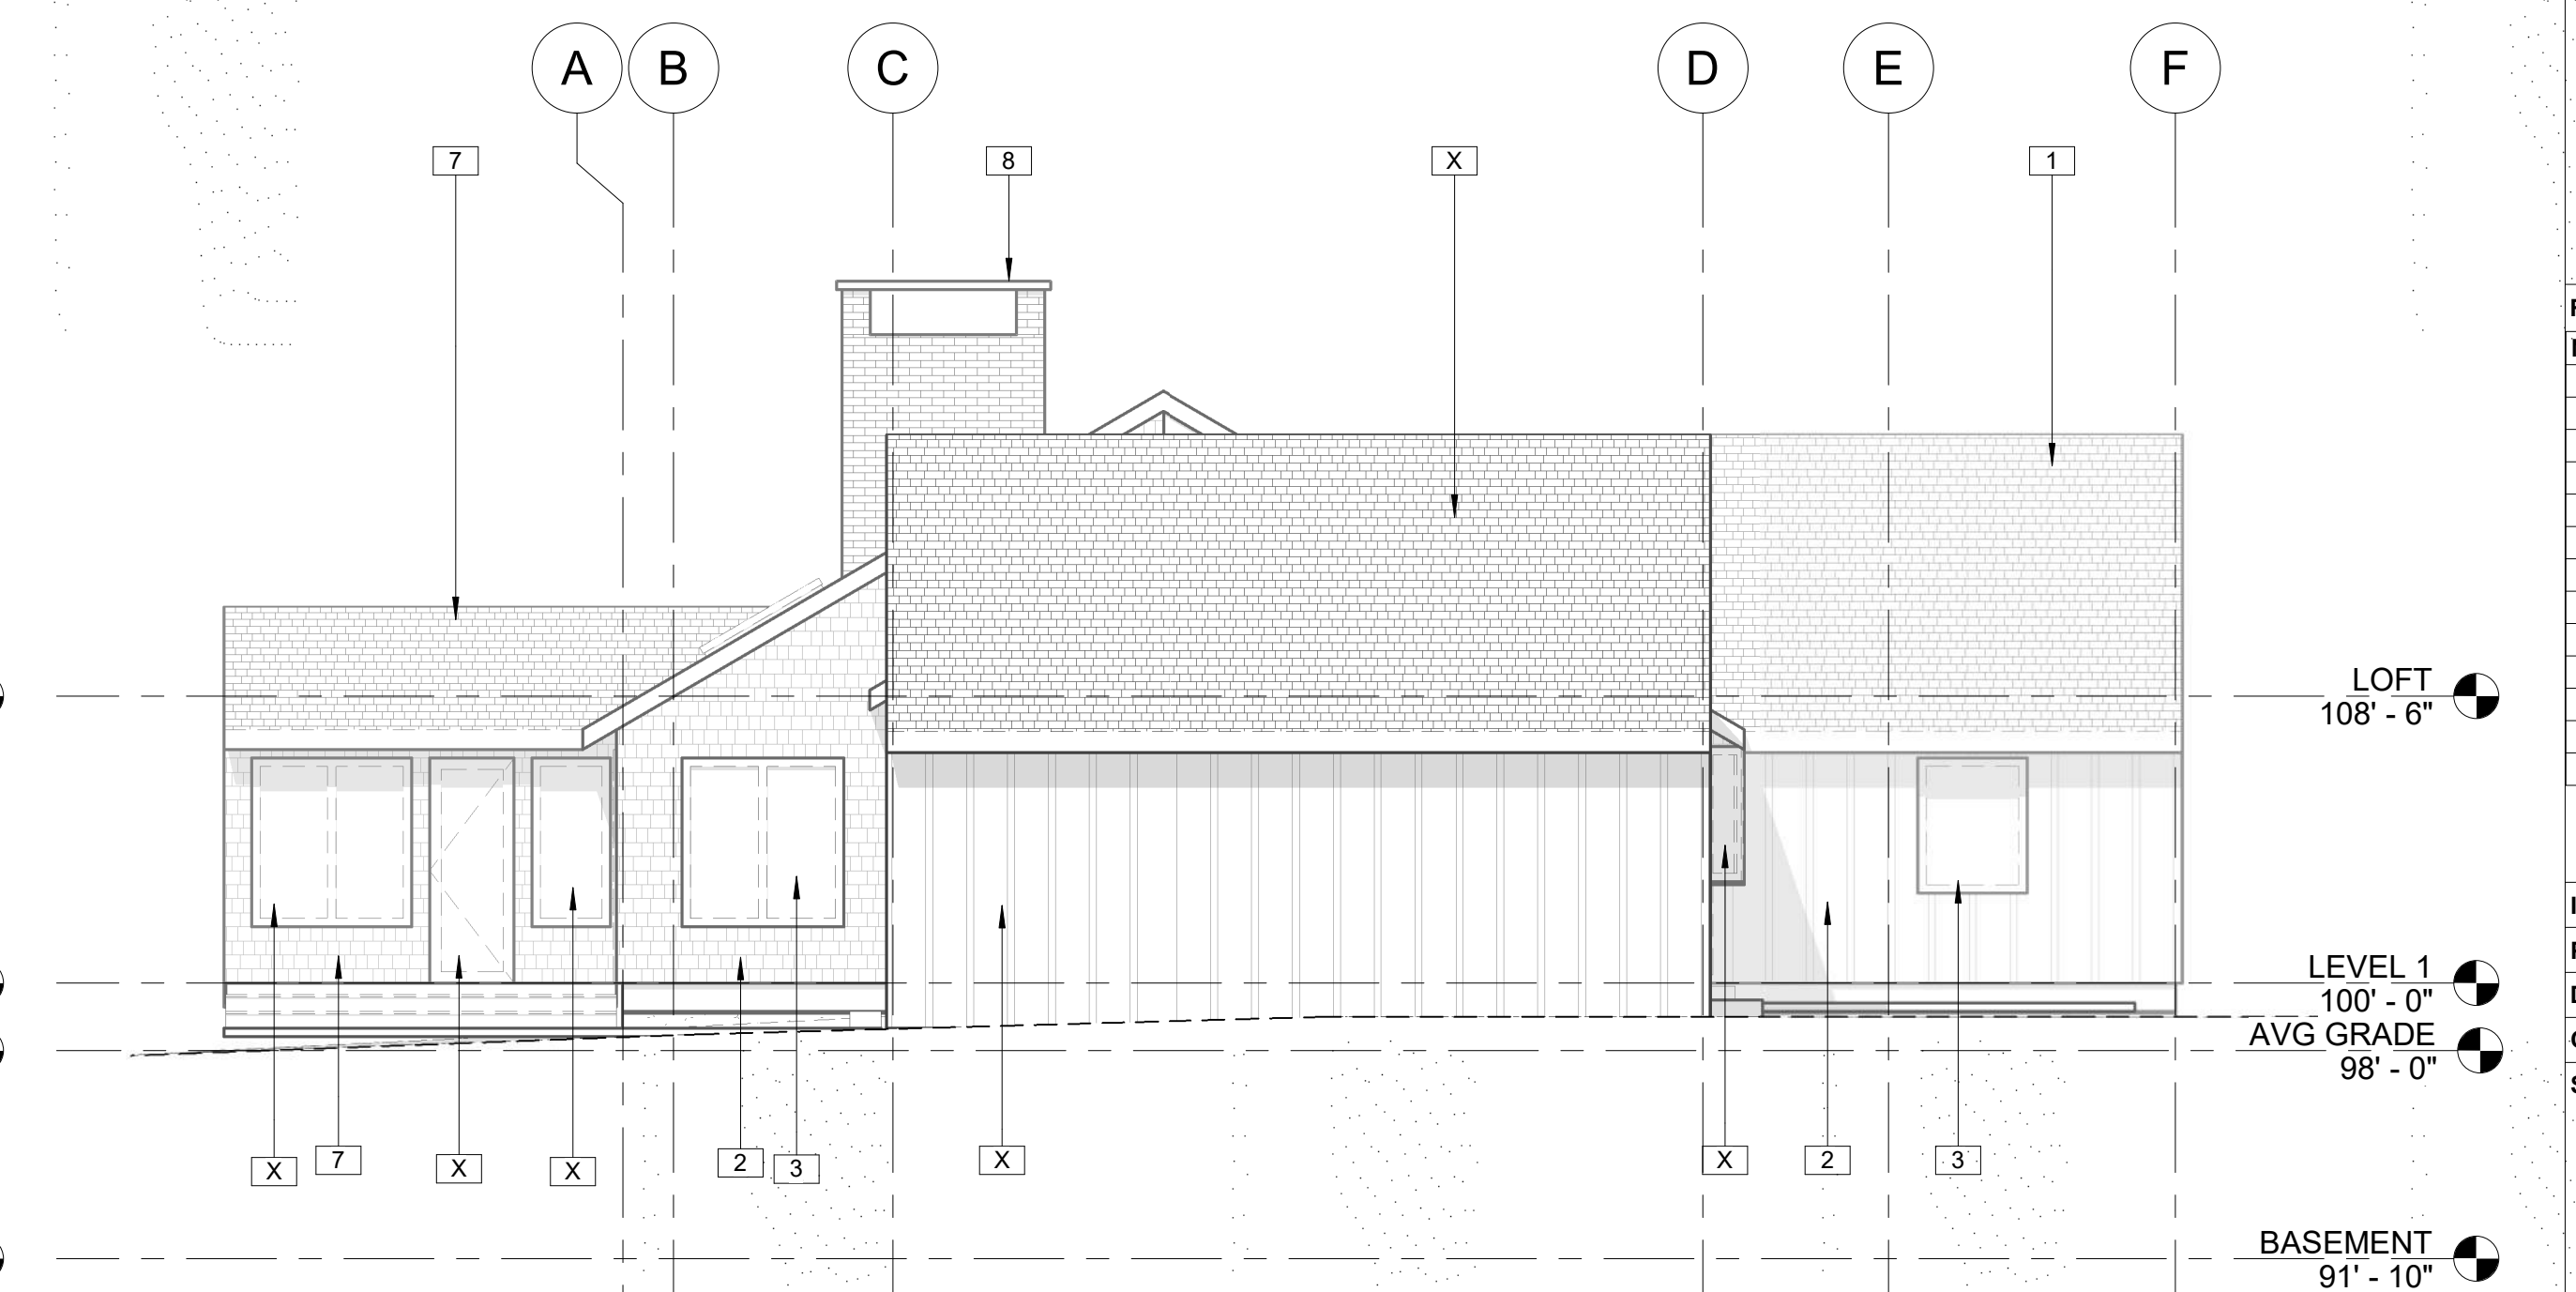 A B C D E F
7 8 X 1
LOFT
108' - 6"
LEVEL 1
100' - 0"
AVG GRADE
98' - 0"
X 7 X X 2 3 X X 2 3
BASEMENT
91' - 10"